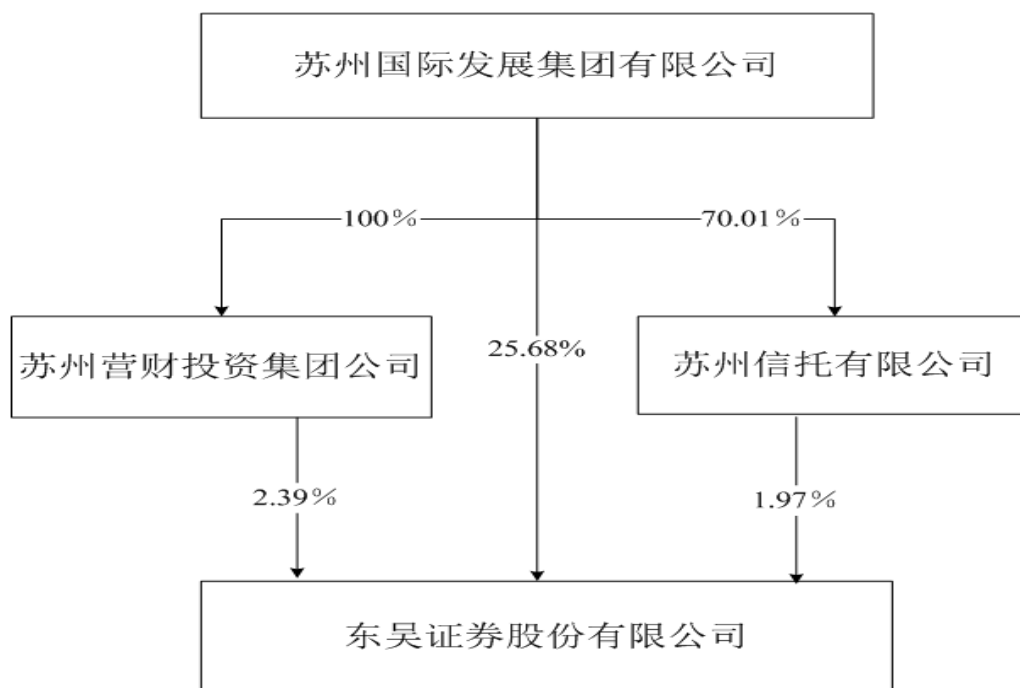 苏州国际发展集团有限公司
100%
70.01%
25.68%
苏州营财投资集团公司
苏州信托有限公司
2.39%
1.97%
东吴证券股份有限公司